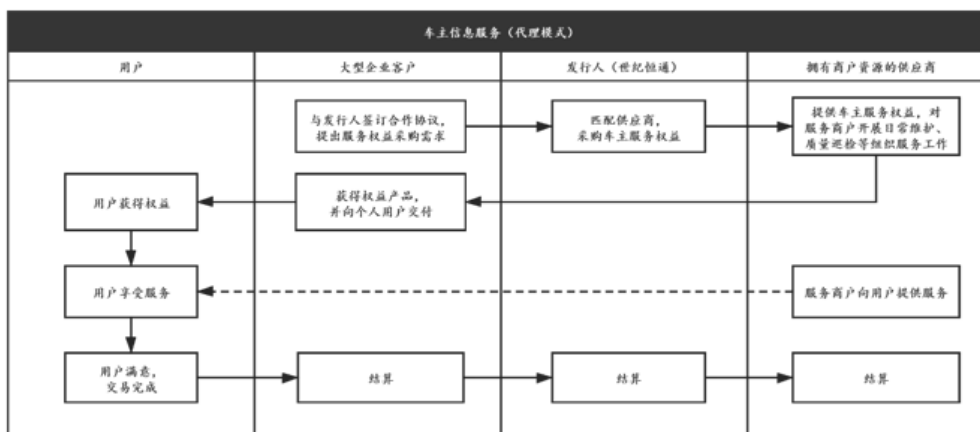 车主信息服务（代理模式）
用户
大型企业客户
发行人（世纪恒通）
拥有商户资源的供应商
与发行人签订合作协议，
提出服务权益采购需求
匹配供应商，
采购车主服务权益
提供车主服务权益，对
服务商户开展日常维护、
质量巡检等组织服务工作
用户获得权益
获得权益产品，
并向个人用户交付
用户享受服务
服务商户向用户提供服务
用户满意，
交易完成
结算
结算
结算